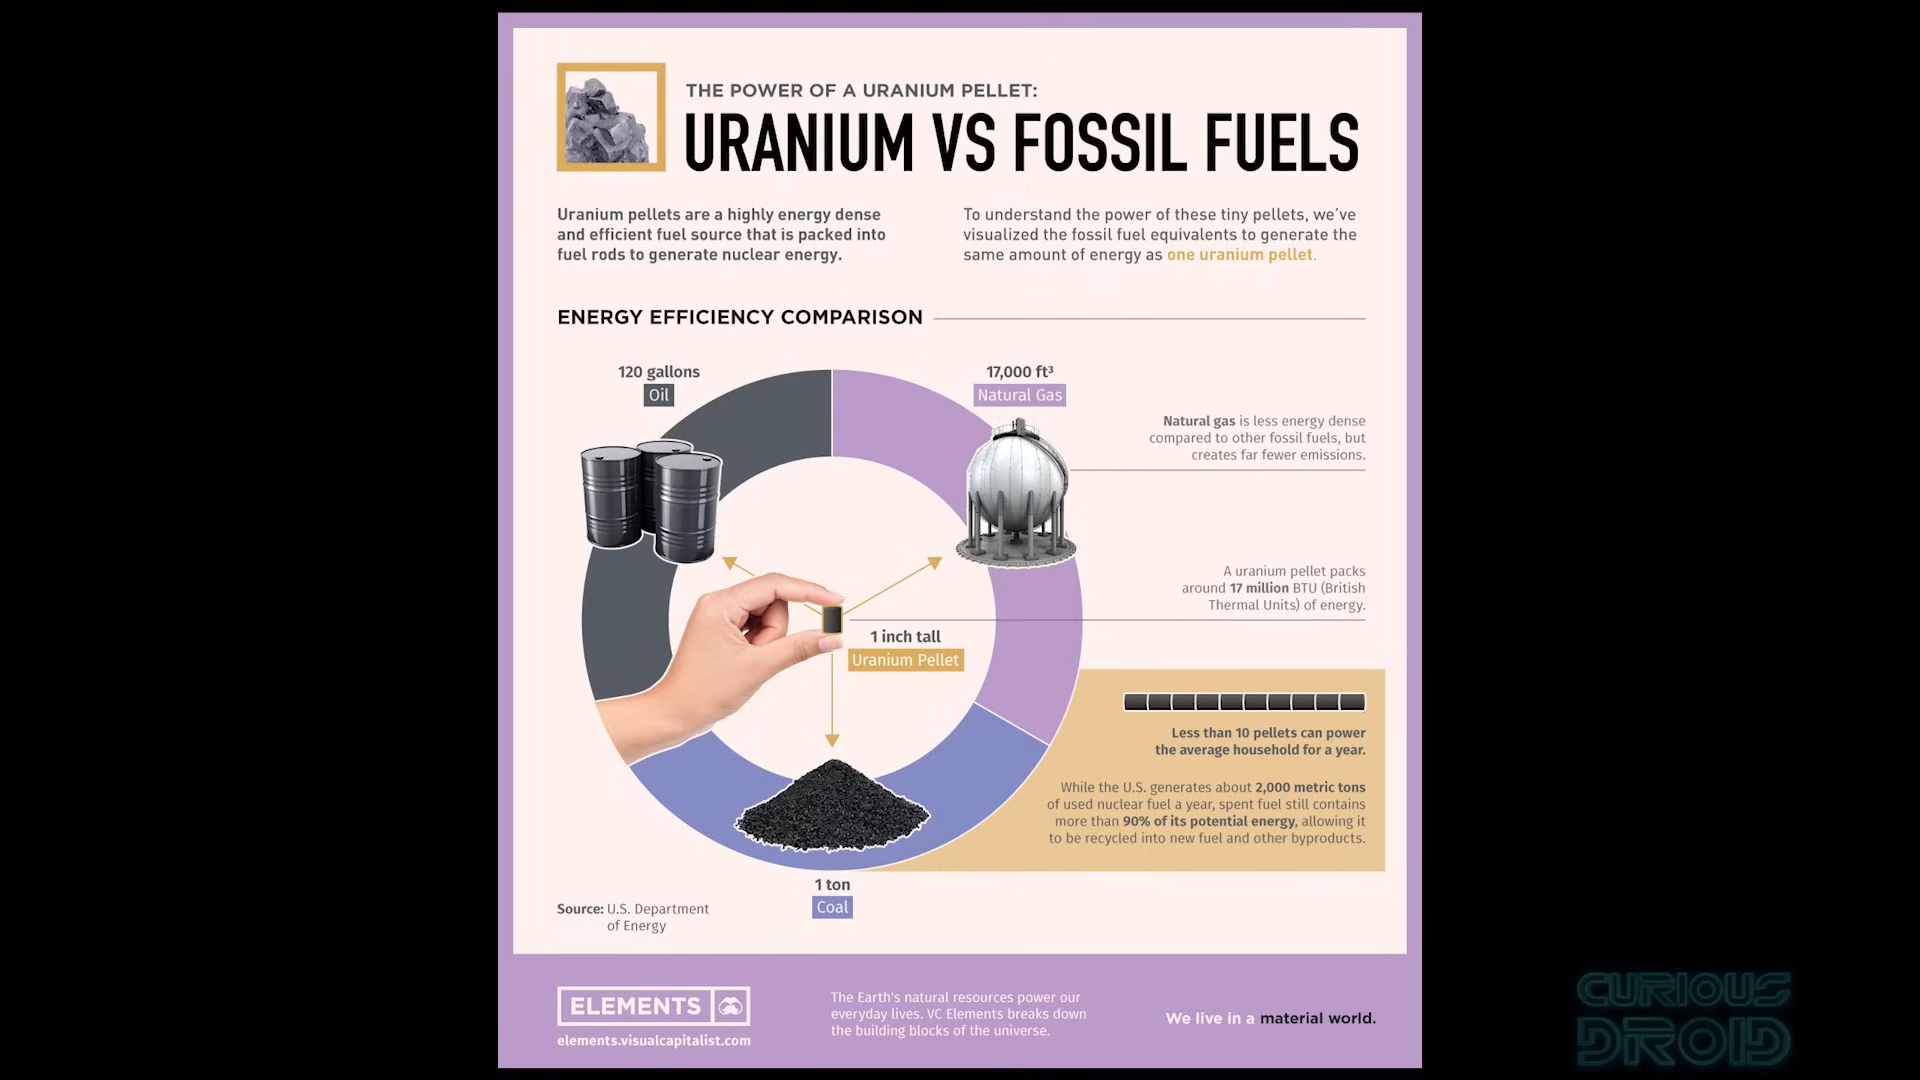 THE POWER OF A URANIUM PELLET:
URANIUM VS FOSSIL FUELS
Uranium pellets are a highly energy dense
and efficient fuel source that is packed into
fuel rods to generate nuclear energy.
To understand the power of these tiny pellets, we've
visualized the fossil fuel equivalents to generate the
same amount of energy as one uranium pellet.
ENERGY EFFICIENCY COMPARISON
120 gallons
Oil
17,000 ft³
Natural Gas
Natural gas is less energy dense
compared to other fossil fuels, but
creates far fewer emissions.
A uranium pellet packs
around 17 million BTU (British
Thermal Units) of energy.
1 inch tall
Uranium Pellet
Less than 10 pellets can power
the average household for a year.
While the U.S. generates about 2,000 metric tons
of used nuclear fuel a year, spent fuel still contains
more than 90% of its potential energy, allowing it
to be recycled into new fuel and other byproducts.
1 ton
Coal
Source: U.S. Department
of Energy
ELEMENTS
elements.visualcapitalist.com
The Earth's natural resources power our
everyday lives. VC Elements breaks down
the building blocks of the universe.
We live in a material world.
CURIOUS
DROID